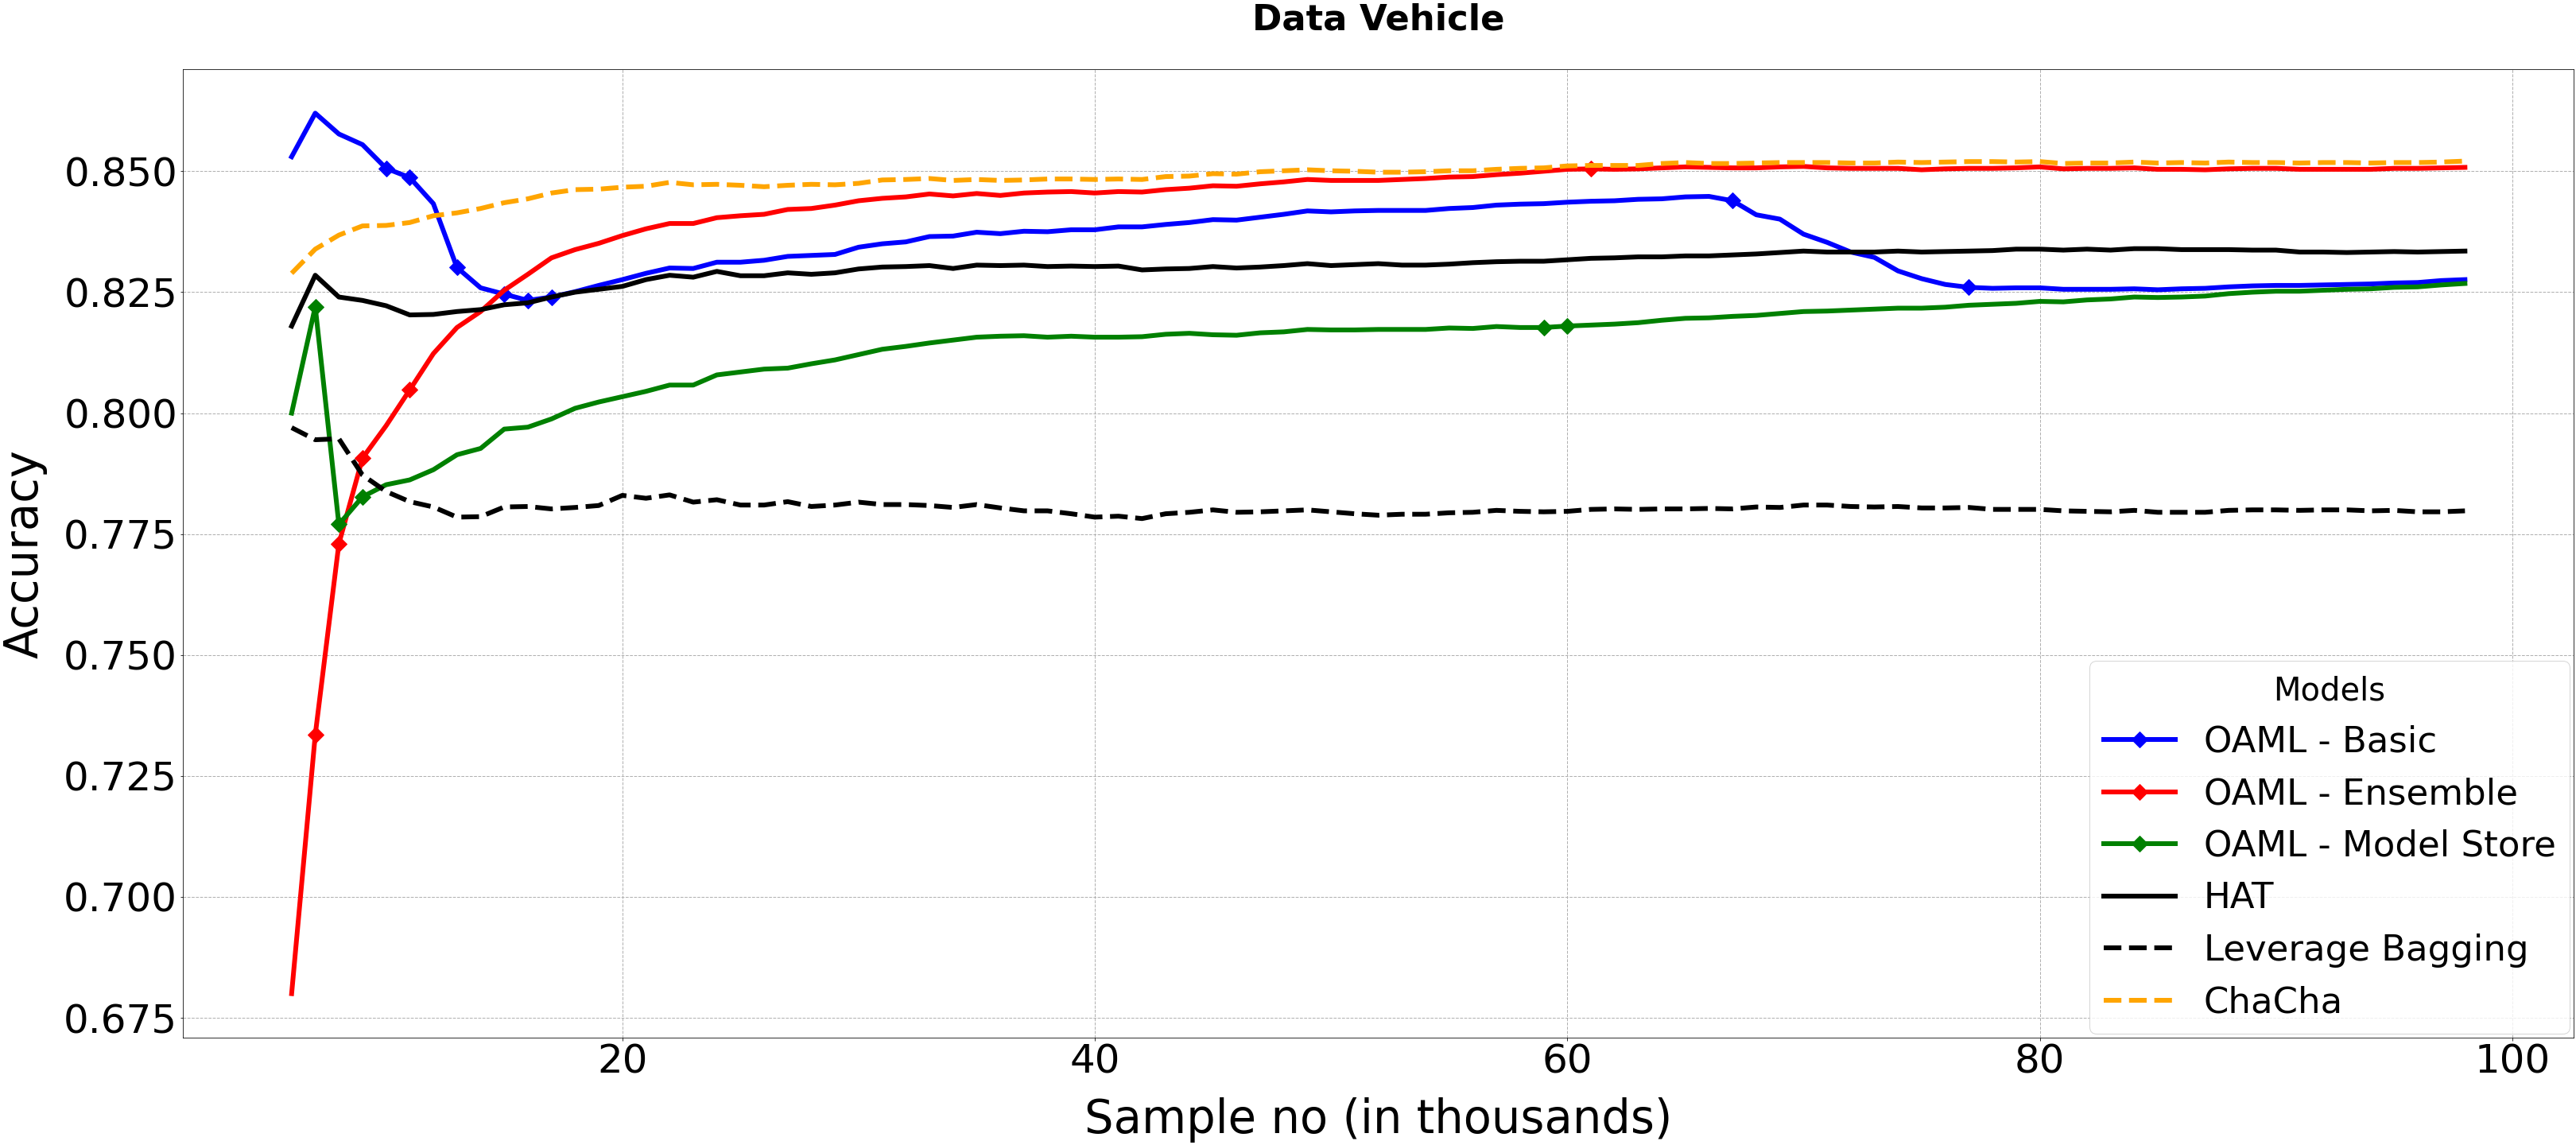 Data Vehicle
0.850
0.825
0.800
0.775
0.750
0.725
0.700
0.675
Accuracy
20 40 60 80 100
Sample no (in thousands)
Models
OAML - Basic
OAML - Ensemble
OAML - Model Store
HAT
Leverage Bagging
ChaCha